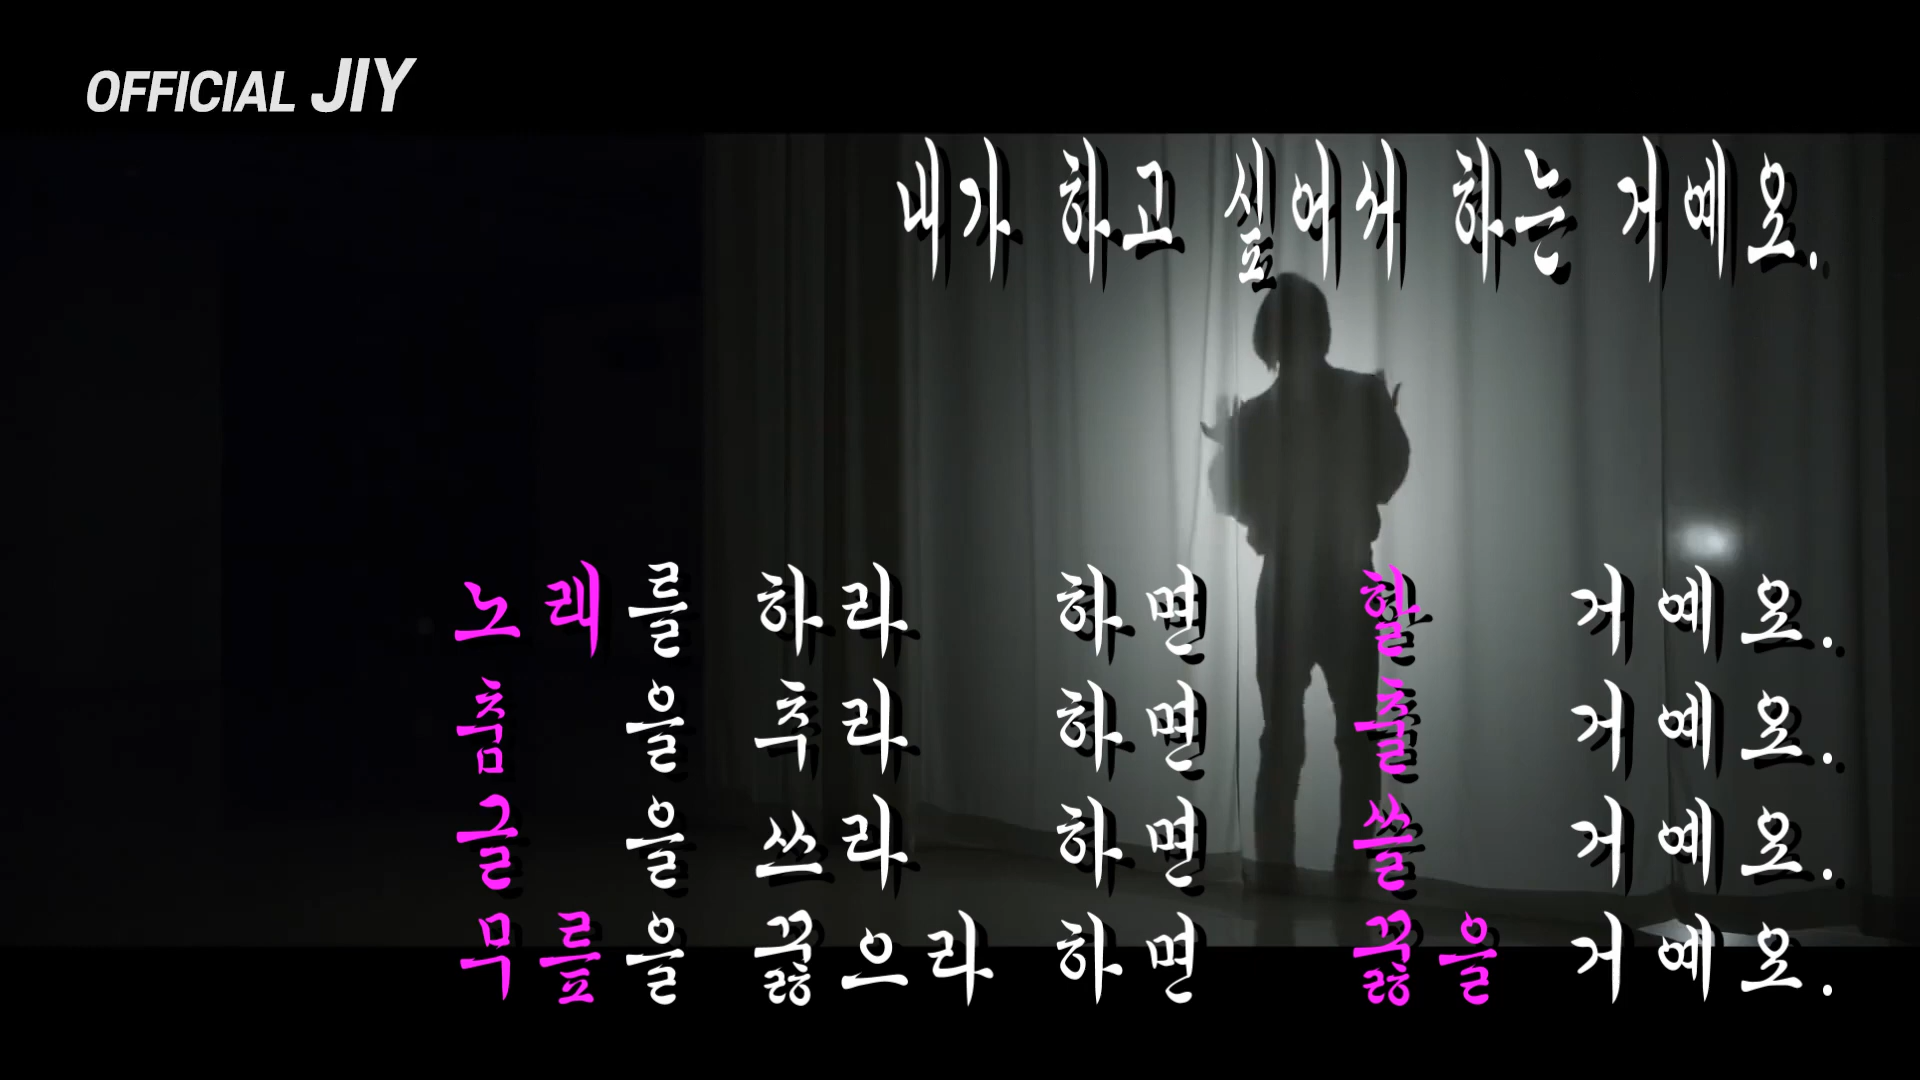 OFFICIAL JIY
내가 하고 싶어서 하는 거예요.
노래를 하라 하면 할 거예요.
춤을 추라 하면 출 거예요.
글을 쓰라 하면 쓸 거예요.
무릎을 꿇으라 하면 꿇을 거예요.